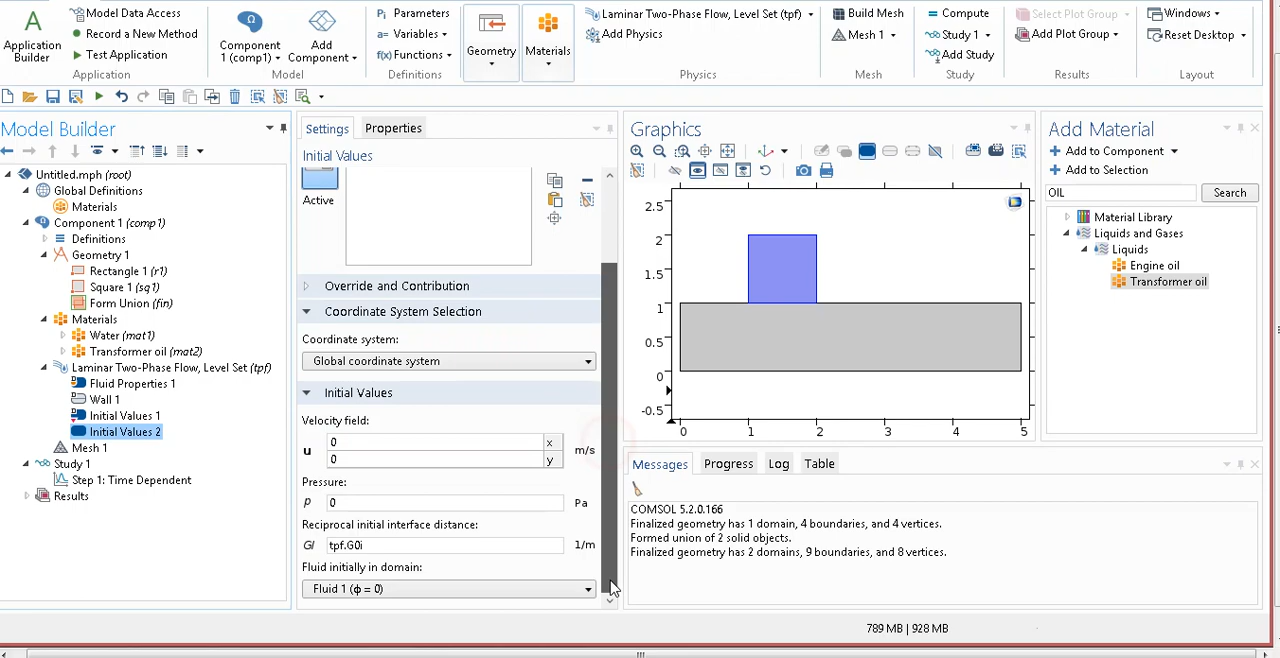 A
Application
Builder
Model Data Access
Record a New Method
Test Application
Application
Component
1 (comp1)
Add
Component
Model
Pi Parameters
a= Variables
f(x) Functions
Definitions
Geometry
Materials
Laminar Two-Phase Flow, Level Set (tpf)
Add Physics
Physics
Build Mesh
Mesh 1
Mesh
Compute
Study 1
Add Study
Study
Select Plot Group
Add Plot Group
Results
Windows
Reset Desktop
Layout
Model Builder
Untitled.mph (root)
Global Definitions
Materials
Component 1 (comp1)
Definitions
Geometry 1
Rectangle 1 (r1)
Square 1 (sq1)
Form Union (fin)
Materials
Water (mat1)
Transformer oil (mat2)
Laminar Two-Phase Flow, Level Set (tpf)
Fluid Properties 1
Wall 1
Initial Values 1
Initial Values 2
Mesh 1
Study 1
Step 1: Time Dependent
Results
Settings Properties
Initial Values
Active
Override and Contribution
Coordinate System Selection
Coordinate system:
Global coordinate system
Initial Values
Velocity field:
u 0 x m/s
0 y
Pressure:
p 0 Pa
Reciprocal initial interface distance:
GI tpf.G0i 1/m
Fluid initially in domain:
Fluid 1 (ϕ = 0)
Graphics
2.5
2
1.5
1
0.5
0
-0.5
0 1 2 3 4 5
Messages Progress Log Table
COMSOL 5.2.0.166
Finalized geometry has 1 domain, 4 boundaries, and 4 vertices.
Formed union of 2 solid objects.
Finalized geometry has 2 domains, 9 boundaries, and 8 vertices.
789 MB | 928 MB
Add Material
Add to Component
Add to Selection
OIL Search
Material Library
Liquids and Gases
Liquids
Engine oil
Transformer oil